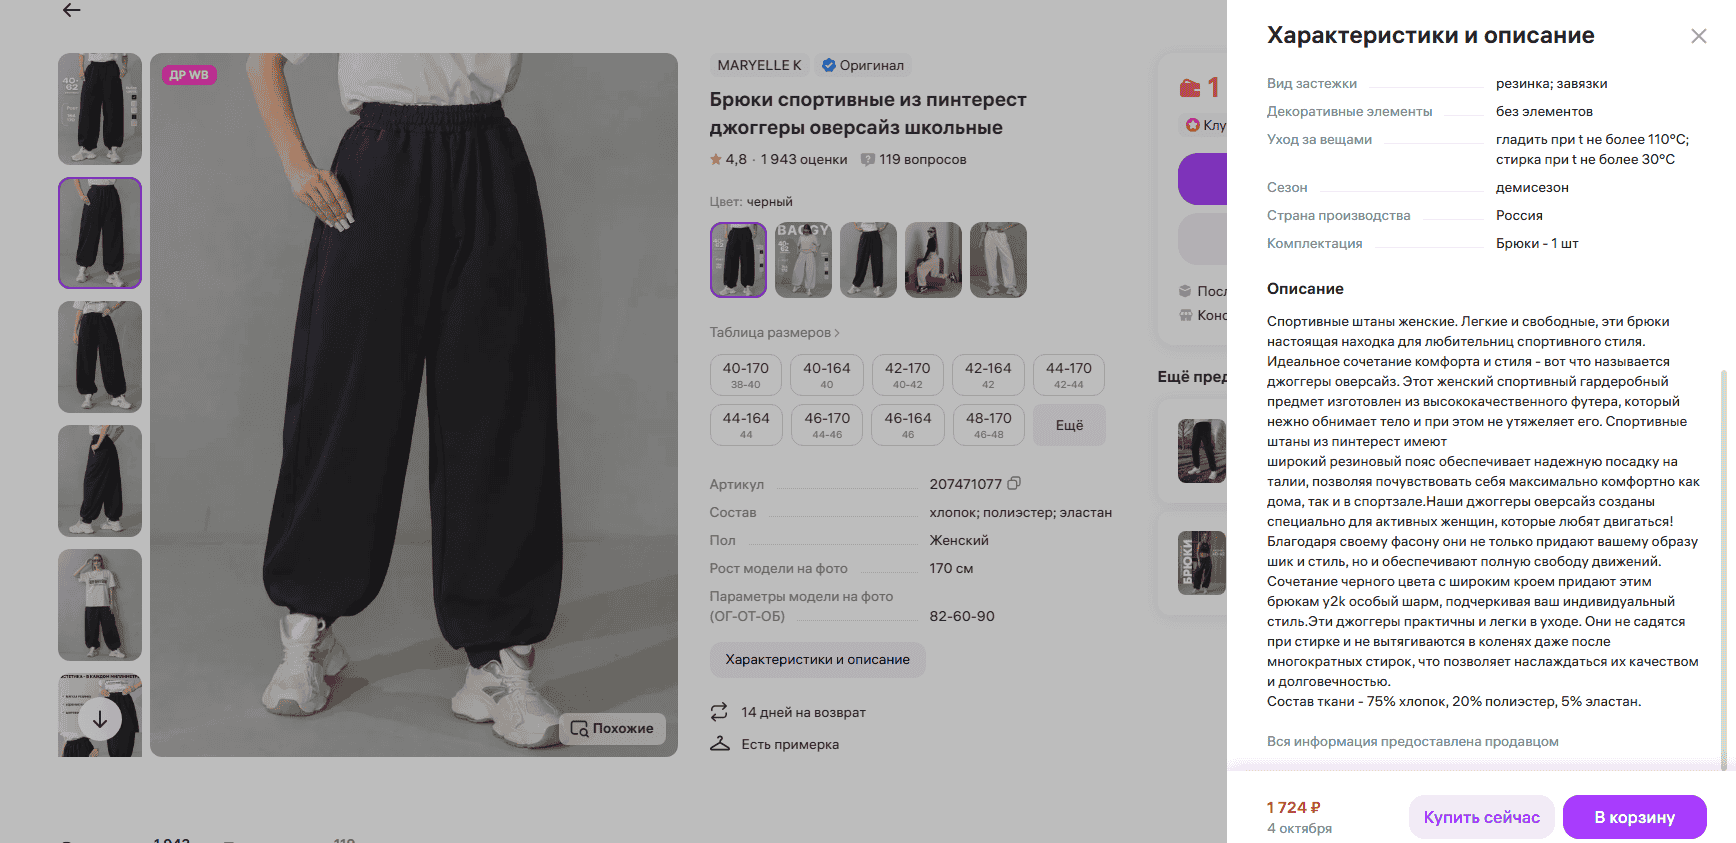 ДР WB
MARYELLE K
Оригинал
Брюки спортивные из пинтерест
джоггеры оверсайз школьные
4,8 · 1 943 оценки
119 вопросов
Цвет: черный
BAGGY
40-
62
Таблица размеров
40-170
38-40
40-164
40
42-170
40-42
42-164
42
44-170
42-44
44-164
44
46-170
44-46
46-164
46
48-170
46-48
Ещё
Артикул 207471077
Состав хлопок; полиэстер; эластан
Пол Женский
Рост модели на фото 170 см
Параметры модели на фото
(ОГ-ОТ-ОБ) 82-60-90
Характеристики и описание
14 дней на возврат
Есть примерка
Похожие
1
Клу
Посл
Конс
Ещё пред
БРЮКИ
Характеристики и описание
Вид застежки резинка; завязки
Декоративные элементы без элементов
Уход за вещами гладить при t не более 110°C;
стирка при t не более 30°C
Сезон демисезон
Страна производства Россия
Комплектация Брюки - 1 шт
Описание
Спортивные штаны женские. Легкие и свободные, эти брюки
настоящая находка для любительниц спортивного стиля.
Идеальное сочетание комфорта и стиля - вот что называется
джоггеры оверсайз. Этот женский спортивный гардеробный
предмет изготовлен из высококачественного футера, который
нежно обнимает тело и при этом не утяжеляет его. Спортивные
штаны из пинтерест имеют
широкий резиновый пояс обеспечивает надежную посадку на
талии, позволяя почувствовать себя максимально комфортно как
дома, так и в спортзале.Наши джоггеры оверсайз созданы
специально для активных женщин, которые любят двигаться!
Благодаря своему фасону они не только придают вашему образу
шик и стиль, но и обеспечивают полную свободу движений.
Сочетание черного цвета с широким кроем придают этим
брюкам y2k особый шарм, подчеркивая ваш индивидуальный
стиль.Эти джоггеры практичны и легки в уходе. Они не садятся
при стирке и не вытягиваются в коленях даже после
многократных стирок, что позволяет наслаждаться их качеством
и долговечностью.
Состав ткани - 75% хлопок, 20% полиэстер, 5% эластан.
Вся информация предоставлена продавцом
1 724 ₽
4 октября
Купить сейчас
В корзину